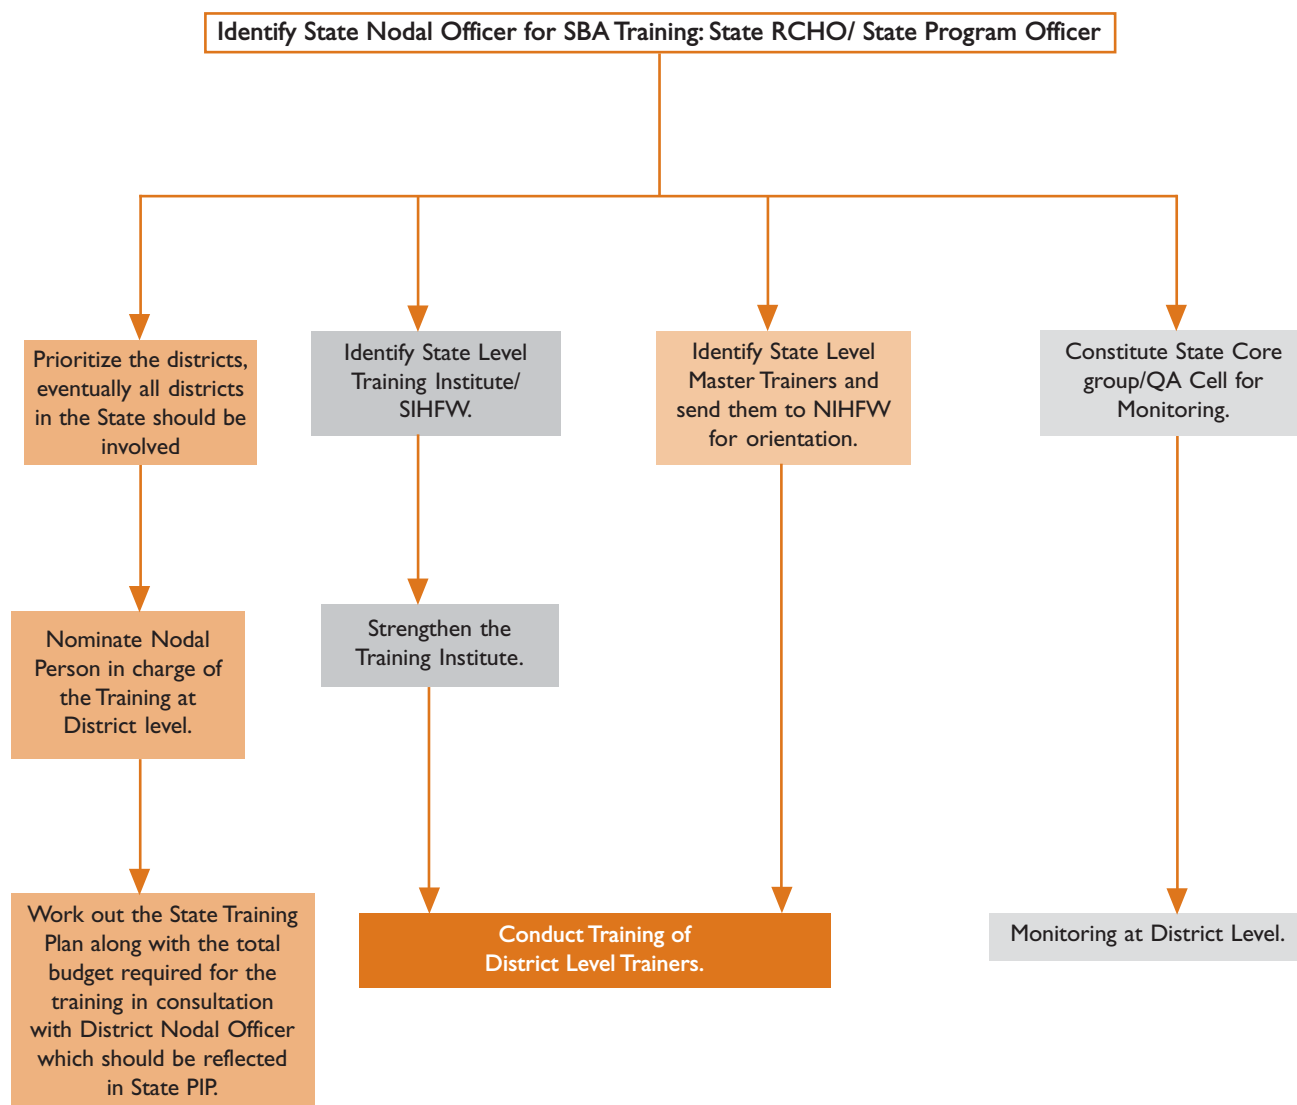 Identify State Nodal Officer for SBA Training: State RCHO/ State Program Officer
Prioritize the districts,
eventually all districts
in the State should be
involved
Nominate Nodal
Person in charge of
the Training at
District level.
Work out the State Training
Plan along with the total
budget required for the
training in consultation
with District Nodal Officer
which should be reflected
in State PIP.
Identify State Level
Training Institute/
SIHFW.
Strengthen the
Training Institute.
Identify State Level
Master Trainers and
send them to NIHFW
for orientation.
Conduct Training of
District Level Trainers.
Constitute State Core
group/QA Cell for
Monitoring.
Monitoring at District Level.